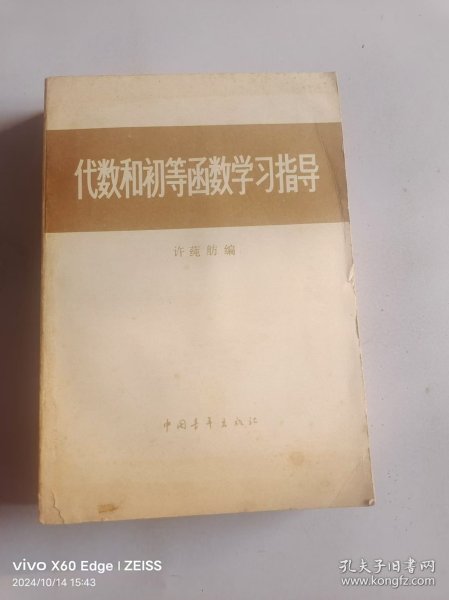 代数和初等函数学习指导
许莼舫编
中国青年出版社
vivo X60 Edge | ZEISS
2024/10/14 15:43
孔夫子旧书网
www.kongfz.com